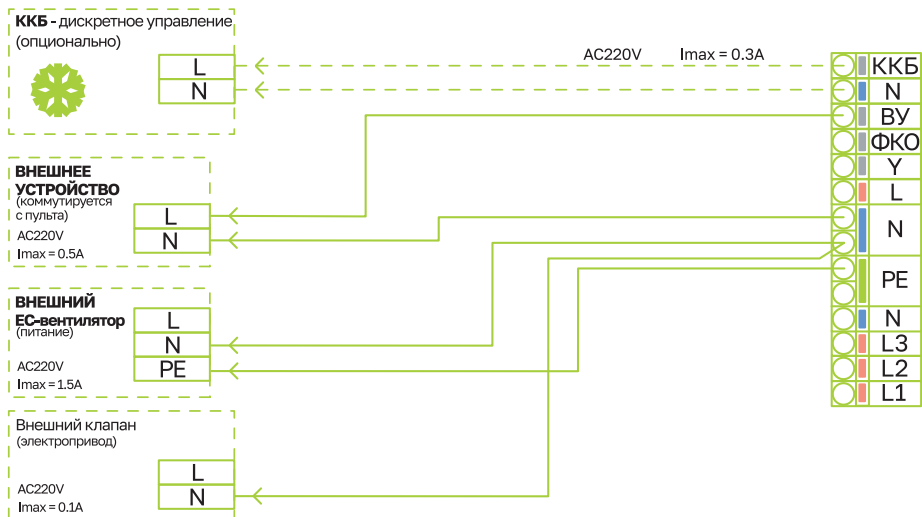 ККБ - дискретное управление
(опционально)
L
N
AC220V Imax = 0.3A
ВНЕШНЕЕ
УСТРОЙСТВО
(коммутируется
с пульта)
AC220V
Imax = 0.5A
L
N
ВНЕШНИЙ
ЕС-вентилятор
(питание)
AC220V
Imax = 1.5A
L
N
PE
Внешний клапан
(электропривод)
AC220V
Imax = 0.1A
L
N
ККБ
N
ВУ
ФКО
Y
L
N
PE
N
L3
L2
L1